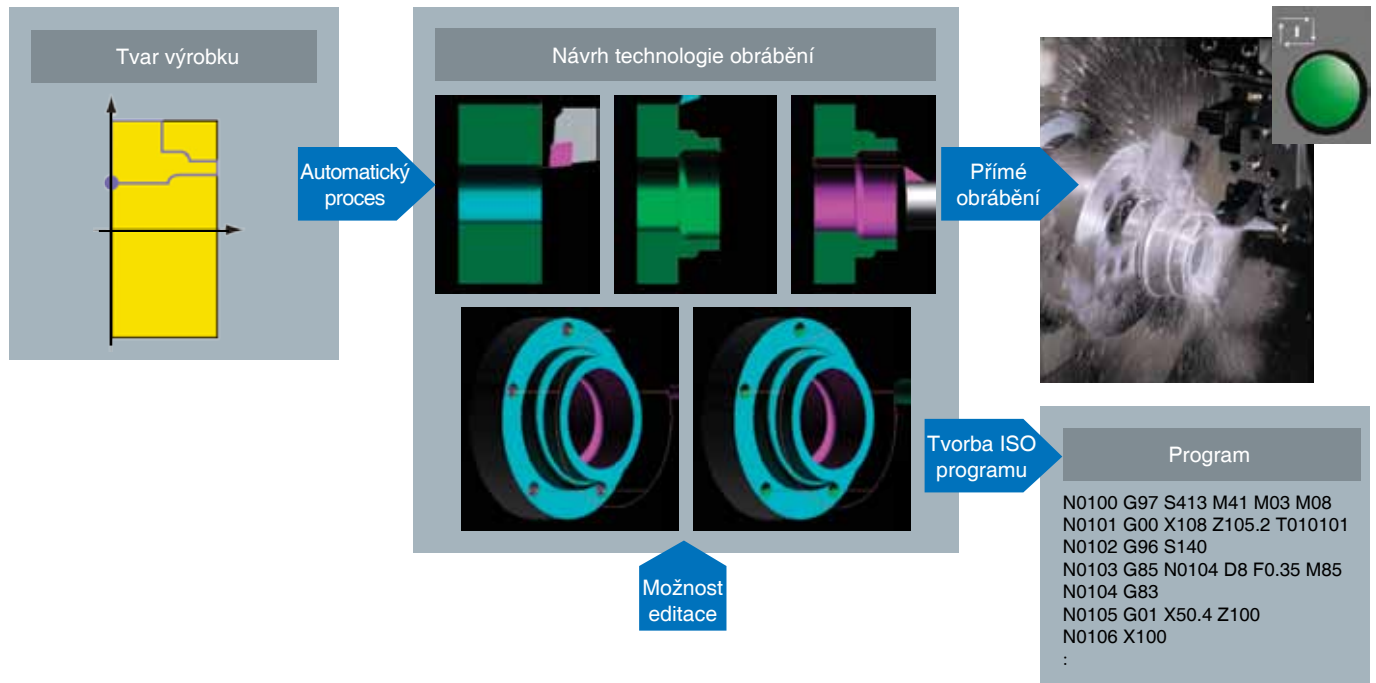 Tvar výrobku
Automatický
proces
Návrh technologie obrábění
Možnost
editace
Přímé
obrábění
Tvorba ISO
programu
Program
N0100 G97 S413 M41 M03 M08
N0101 G00 X108 Z105.2 T010101
N0102 G96 S140
N0103 G85 N0104 D8 F0.35 M85
N0104 G83
N0105 G01 X50.4 Z100
N0106 X100
: